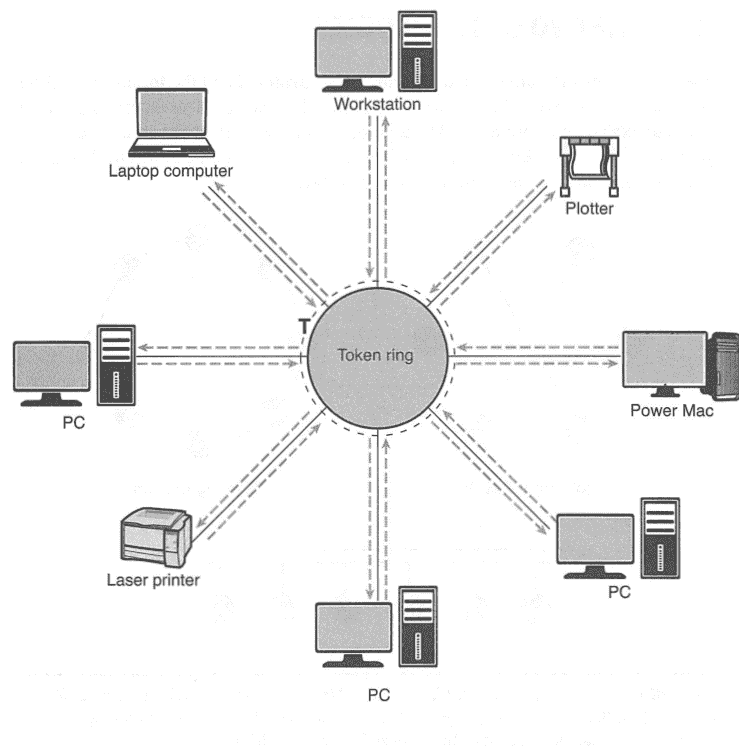 Workstation
Laptop computer
Plotter
T
Token ring
PC
Power Mac
Laser printer
PC
PC